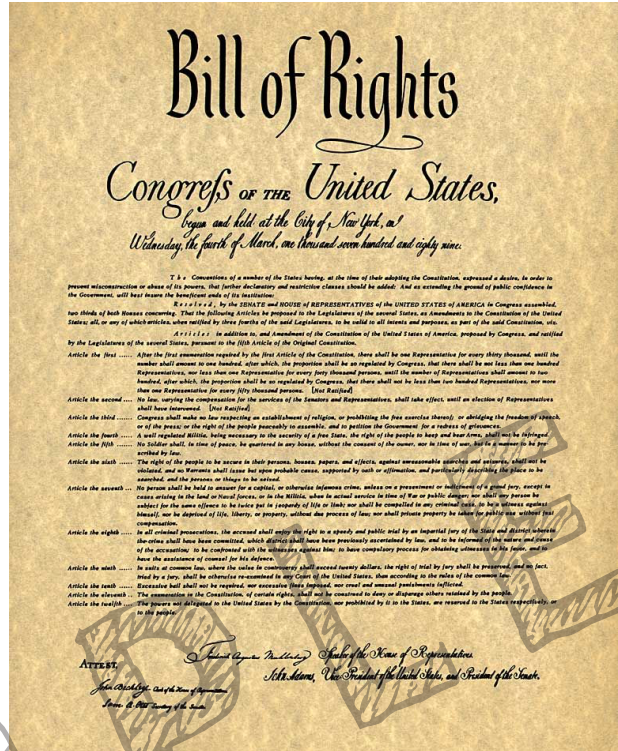 Bill of Rights
Congreſs OF THE United States,
begun and held at the City of New York, on
Wednesday, the fourth of March, one thousand seven hundred and eighty nine.
The Conventions of a number of the States having, at the time of their adopting the Constitution, expressed a desire, in order to
prevent misconstruction or abuse of its powers, that further declaratory and restriction clauses should be added: And as extending the ground of public confidence in
the Government, will best insure the beneficent ends of its institution:
Resolved, by the SENATE and HOUSE of REPRESENTATIVES of the UNITED STATES of AMERICA in Congress assembled,
two thirds of both Houses concurring. That the following Articles be proposed to the Legislatures of the several States, as Amendments to the Constitution of the United
States; all, or any of which articles, when ratified by three fourths of the said Legislatures, to be valid to all intents and purposes, as part of the said Constitution, viz.
Articles in addition to, and Amendment of the Constitution of the United States of America, proposed by Congress, and ratified
by the Legislatures of the several States, pursuant to the fifth Article of the Original Constitution.
Article the first ...... After the first enumeration required by the first Article of the Constitution, there shall be one Representative for every thirty thousand, until the
number shall amount to one hundred, after which, the proportion shall be so regulated by Congress, that there shall be not less than one hundred
Representatives, nor less than one Representative for every forty thousand persons, until the number of Representatives shall amount to two
hundred, after which, the proportion shall be so regulated by Congress, that there shall not be less than two hundred Representatives, nor more
than one Representative for every fifty thousand persons. [Not Ratified]
Article the second .... No law, varying the compensation for the services of the Senators and Representatives, shall take effect, until an election of Representatives
shall have intervened. [Not Ratified]
Article the third ...... Congress shall make no law respecting an establishment of religion, or prohibiting the free exercise thereof; or abridging the freedom of speech,
or of the press; or the right of the people peaceably to assemble, and to petition the Government for a redress of grievances.
Article the fourth ..... A well regulated Militia, being necessary to the security of a free State, the right of the people to keep and bear Arms, shall not be infringed.
Article the fifth ...... No Soldier shall, in time of peace, be quartered in any house, without the consent of the owner, nor in time of war, but in a manner to be pre-
scribed by law.
Article the sixth ...... The right of the people to be secure in their persons, houses, papers, and effects, against unreasonable searches and seizures, shall not be
violated, and no Warrants shall issue but upon probable cause, supported by oath or affirmation, and particularly describing the place to be
searched, and the persons or things to be seized.
Article the seventh ... No person shall be held to answer for a capital, or otherwise infamous crime, unless on a presentment or indictment of a grand jury, except in
cases arising in the land or Naval forces, or in the Militia, when in actual service in time of War or public danger; nor shall any person be
subject for the same offence to be twice put in jeopardy of life or limb; nor shall be compelled in any criminal case, to be a witness against
himself, nor be deprived of life, liberty, or property, without due process of law; nor shall private property be taken for public use without just
compensation.
Article the eighth ..... In all criminal prosecutions, the accused shall enjoy the right to a speedy and public trial by an impartial jury of the State and district wherein
the crime shall have been committed, which district shall have been previously ascertained by law, and to be informed of the nature and cause
of the accusation; to be confronted with the witnesses against him; to have compulsory process for obtaining witnesses in his favor, and to
have the assistance of counsel for his defence.
Article the ninth ...... In suits at common law, where the value in controversy shall exceed twenty dollars, the right of trial by jury shall be preserved, and no fact,
tried by a jury, shall be otherwise re-examined in any Court of the United States, than according to the rules of the common law.
Article the tenth ...... Excessive bail shall not be required, nor excessive fines imposed, nor cruel and unusual punishments inflicted.
Article the eleventh .. The enumeration in the Constitution, of certain rights, shall not be construed to deny or disparage others retained by the people.
Article the twelfth .... The powers not delegated to the United States by the Constitution, nor prohibited by it to the States, are reserved to the States respectively, or
to the people.
ATTEST,
Frederick Augustus Muhlenberg Speaker of the House of Representatives.
John Adams, Vice President of the United States, and President of the Senate.
John Beckley, Clerk of the House of Representatives.
Sam. A. Otis Secretary of the Senate.